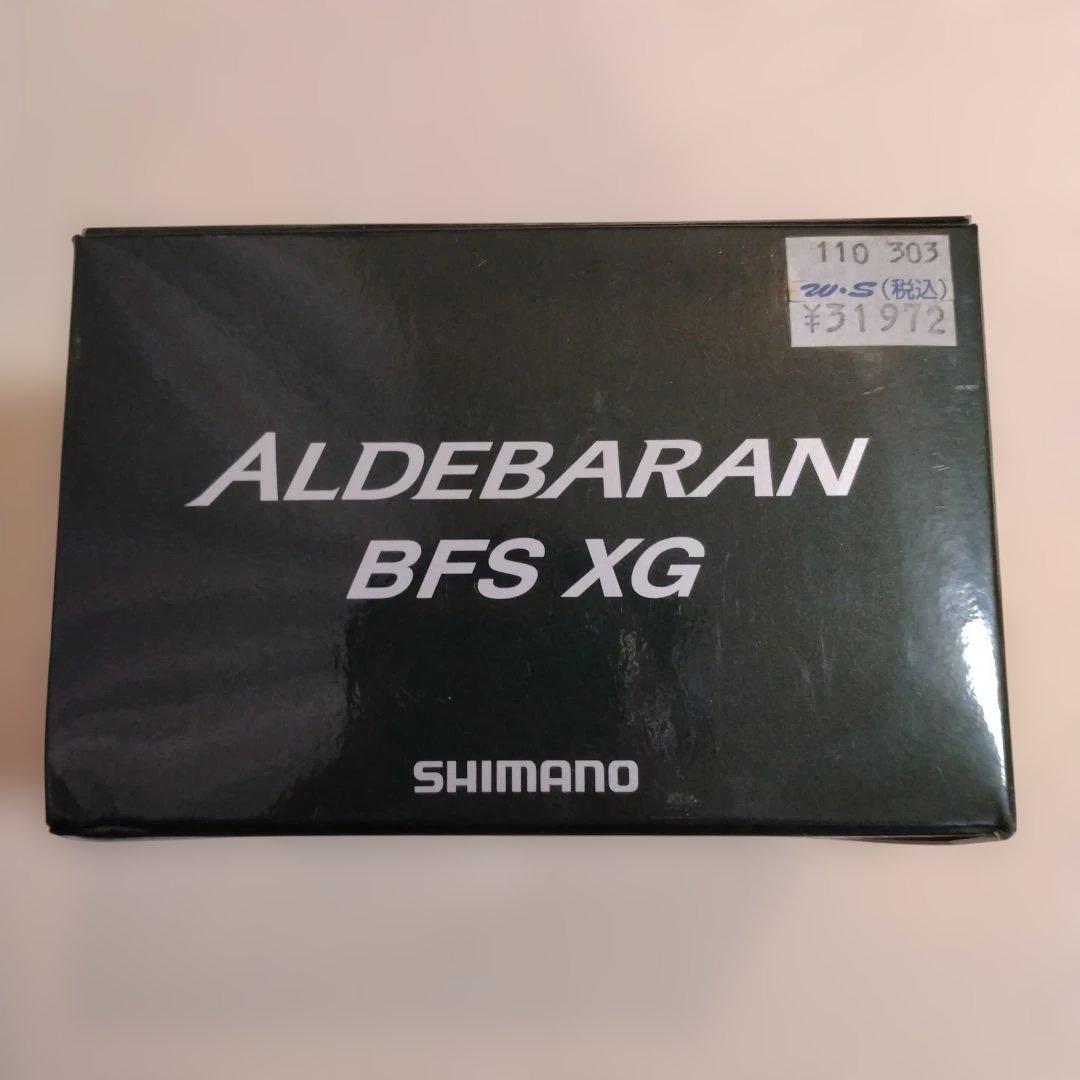 110 303
W・S(税込)
¥31972
ALDEBARAN
BFS XG
SHIMANO